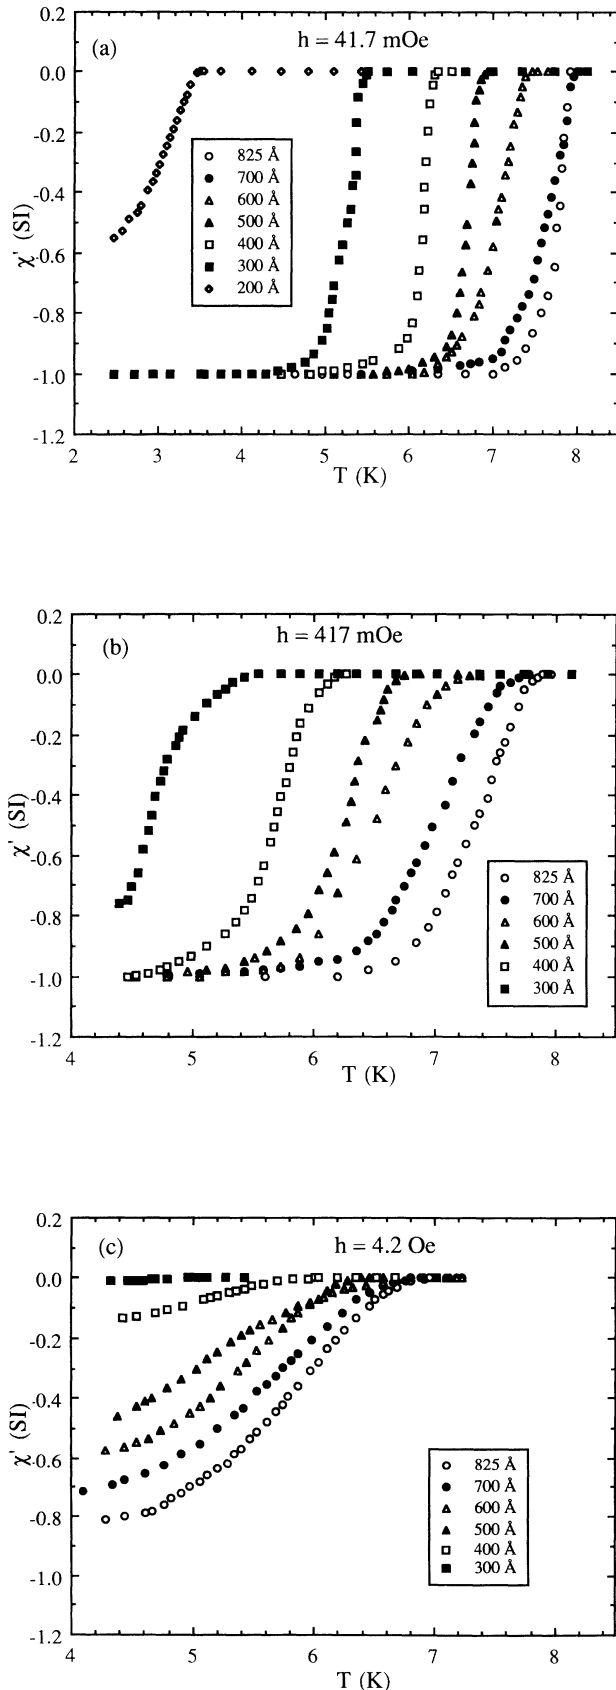 (a)
h = 41.7 mOe
0.2
0.0
-0.2
-0.4
-0.6
-0.8
-1.0
-1.2
χ' (SI)
825 Å
700 Å
600 Å
500 Å
400 Å
300 Å
200 Å
2 3 4 5 6 7 8
T (K)
(b)
h = 417 mOe
0.2
0.0
-0.2
-0.4
-0.6
-0.8
-1.0
-1.2
χ' (SI)
825 Å
700 Å
600 Å
500 Å
400 Å
300 Å
4 5 6 7 8
T (K)
(c)
h = 4.2 Oe
0.2
0.0
-0.2
-0.4
-0.6
-0.8
-1.0
-1.2
χ' (SI)
825 Å
700 Å
600 Å
500 Å
400 Å
300 Å
4 5 6 7 8
T (K)